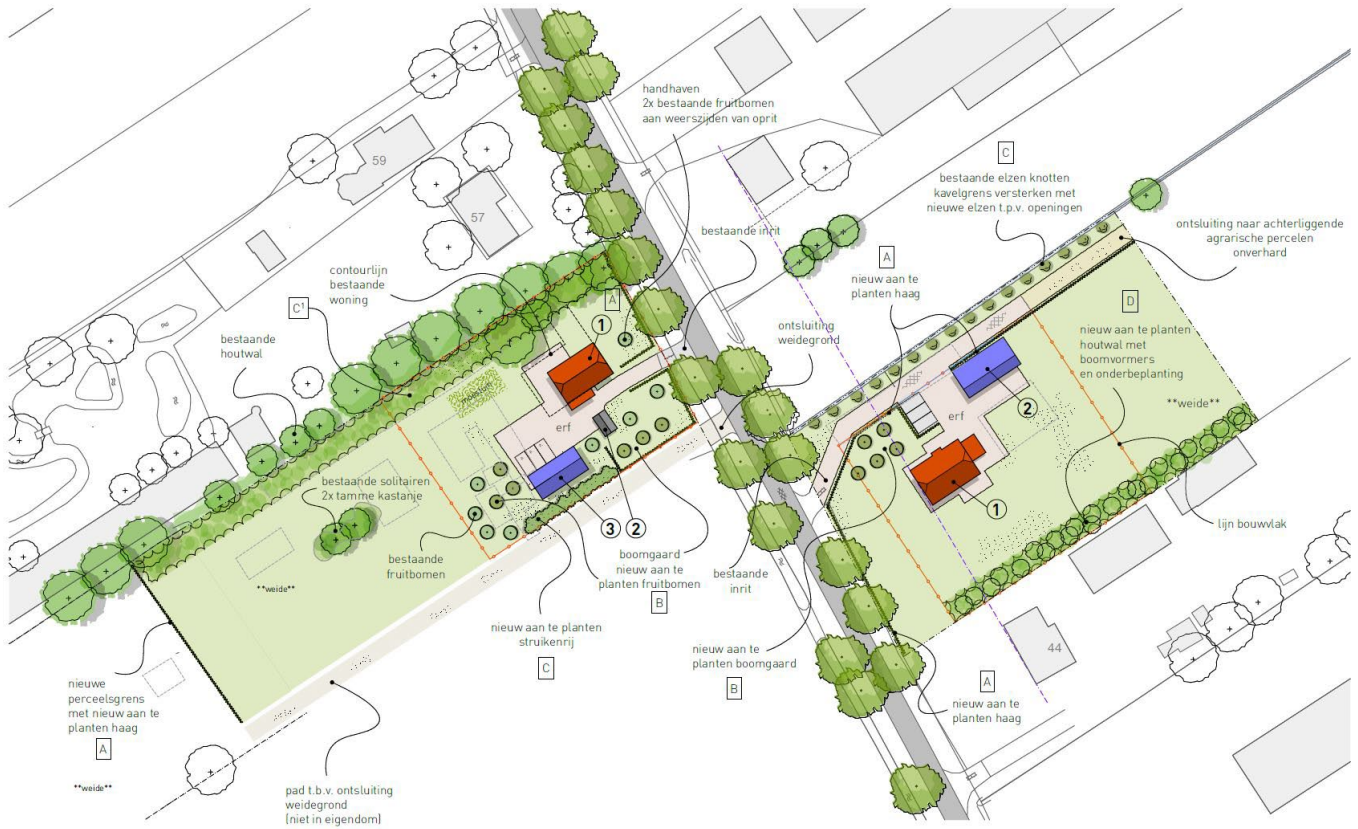 handhaven
2x bestaande fruitbomen
aan weerszijden van oprit
59
57
C
bestaande elzen knotten
kavelgrens versterken met
nieuwe elzen t.p.v. openingen
bestaande inrit
ontsluiting naar achterliggende
agrarische percelen
onverhard
A
nieuw aan te
planten haag
contourlijn
bestaande
woning
C¹
A
1
D
nieuw aan te planten
houtwal met
boomvormers
en onderbeplanting
ontsluiting
weidegrond
bestaande
houtwal
moestuin
2
erf
erf
**weide**
bestaande solitairen
2x tamme kastanje
1
3
2
lijn bouwvlak
bestaande
fruitbomen
boomgaard
nieuw aan te
planten fruitbomen
B
bestaande
inrit
**weide**
nieuw aan te planten
struikenrij
C
nieuw aan te
planten boomgaard
B
44
A
nieuw aan te
planten haag
nieuwe
perceelsgrens
met nieuw aan te
planten haag
A
**weide**
pad t.b.v. ontsluiting
weidegrond
(niet in eigendom)